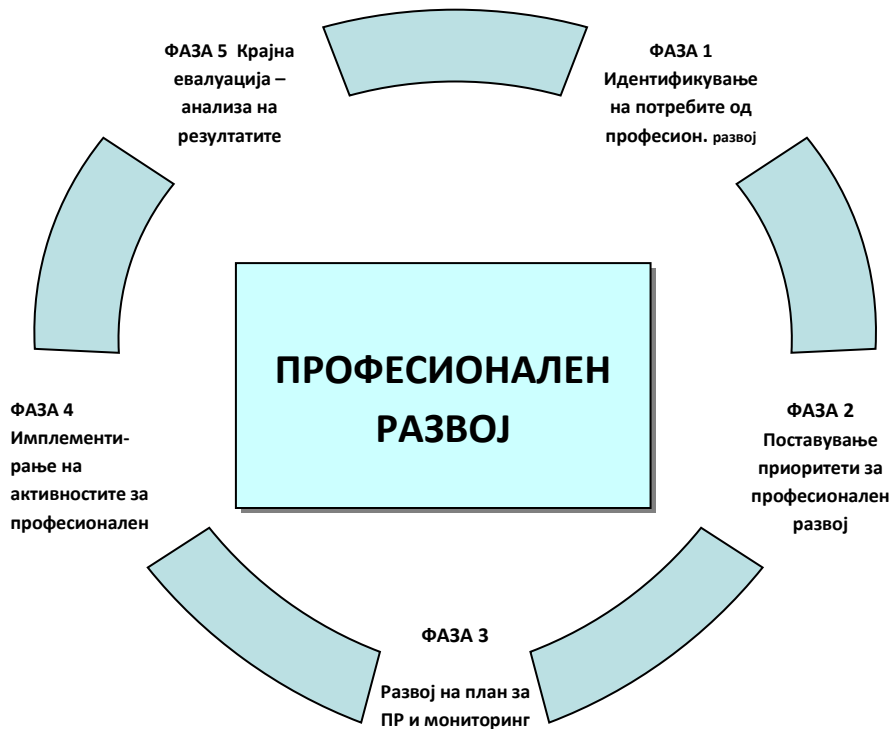 ФАЗА 5 Крајна
евалуација –
анализа на
резултатите
ФАЗА 1
Идентификување
на потребите од
професион. развој
ПРОФЕСИОНАЛЕН
РАЗВОЈ
ФАЗА 4
Имплементи-
рање на
активностите за
професионален
ФАЗА 2
Поставување
приоритети за
професионален
развој
ФАЗА 3
Развој на план за
ПР и мониторинг